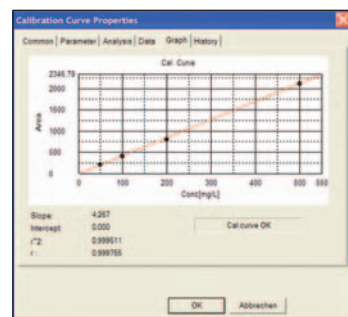 Calibration Curve Properties
Common Parameter Analysis Data Graph History
Cal. Curve
2346.78
2000
1500
1000
500
0
Area
0 100 200 300 400 500 550
Conc[mg/L]
Slope: 4.267
Intercept 0.000
r^2: 0.999511
r: 0.999755
Cal.curve OK
OK Abbrechen